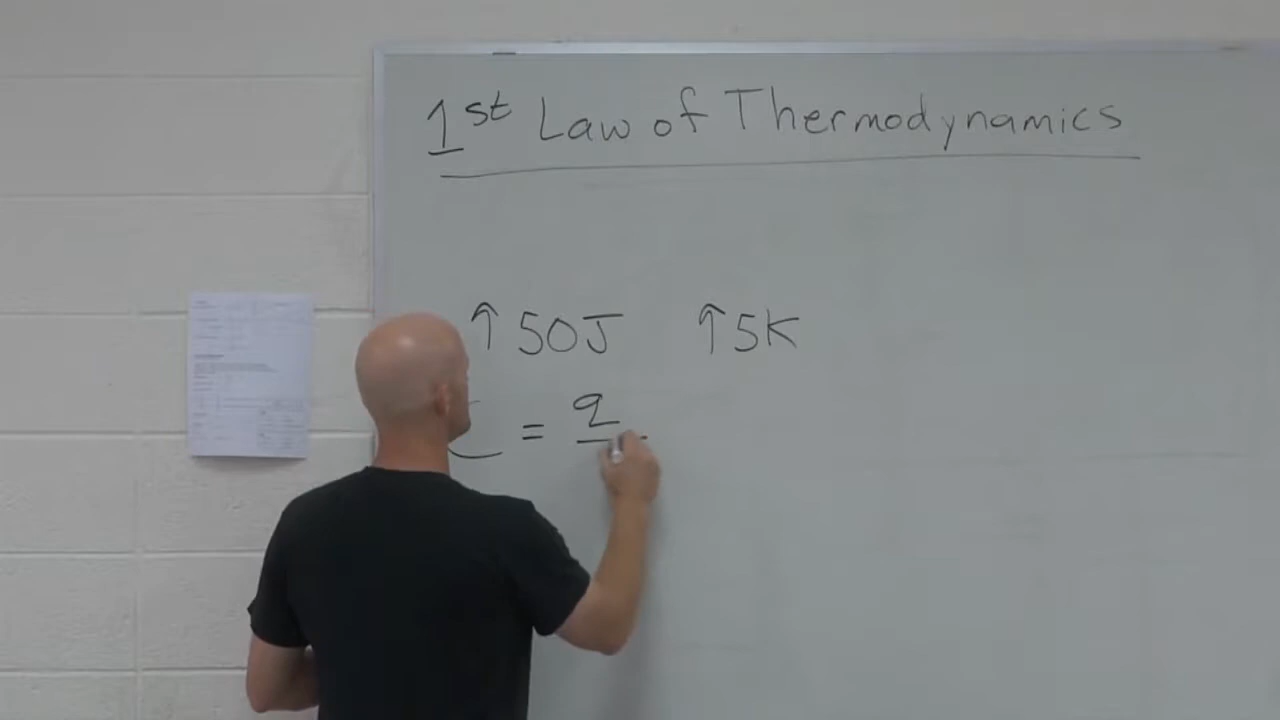 1st Law of Thermodynamics
↑50J ↑5K
C = q